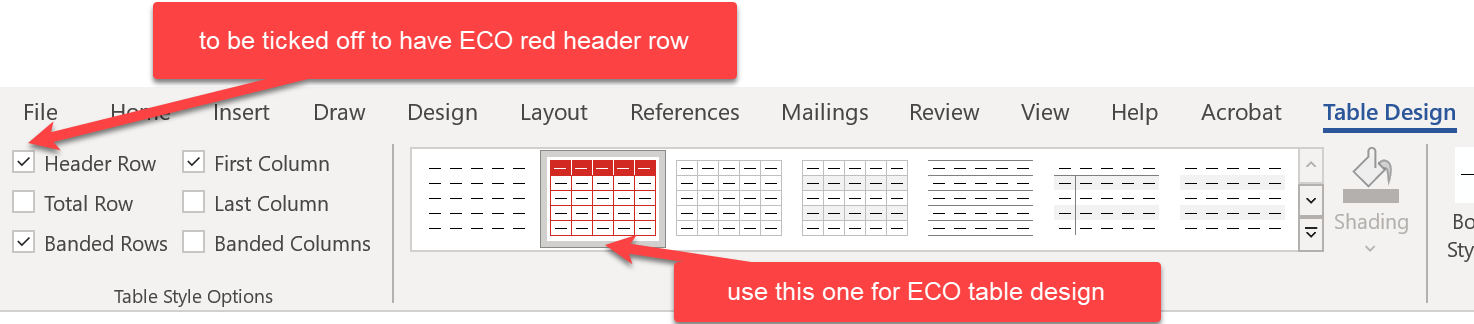 to be ticked off to have ECO red header row
File Home Insert Draw Design Layout References Mailings Review View Help Acrobat Table Design
Header Row First Column
Total Row Last Column
Banded Rows Banded Columns
Table Style Options
Shading
use this one for ECO table design